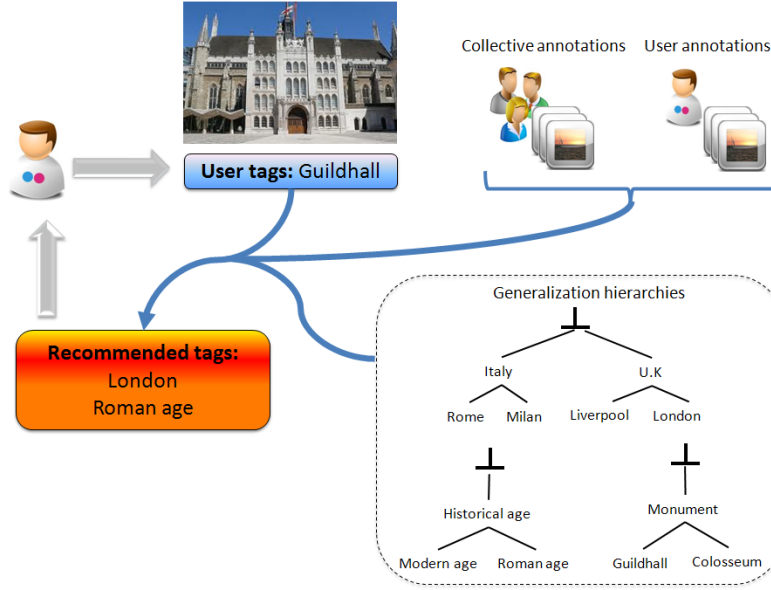 Collective annotations
User annotations
User tags: Guildhall
Generalization hierarchies
Recommended tags:
London
Roman age
Italy
U.K
Rome
Milan
Liverpool
London
Historical age
Monument
Modern age
Roman age
Guildhall
Colosseum